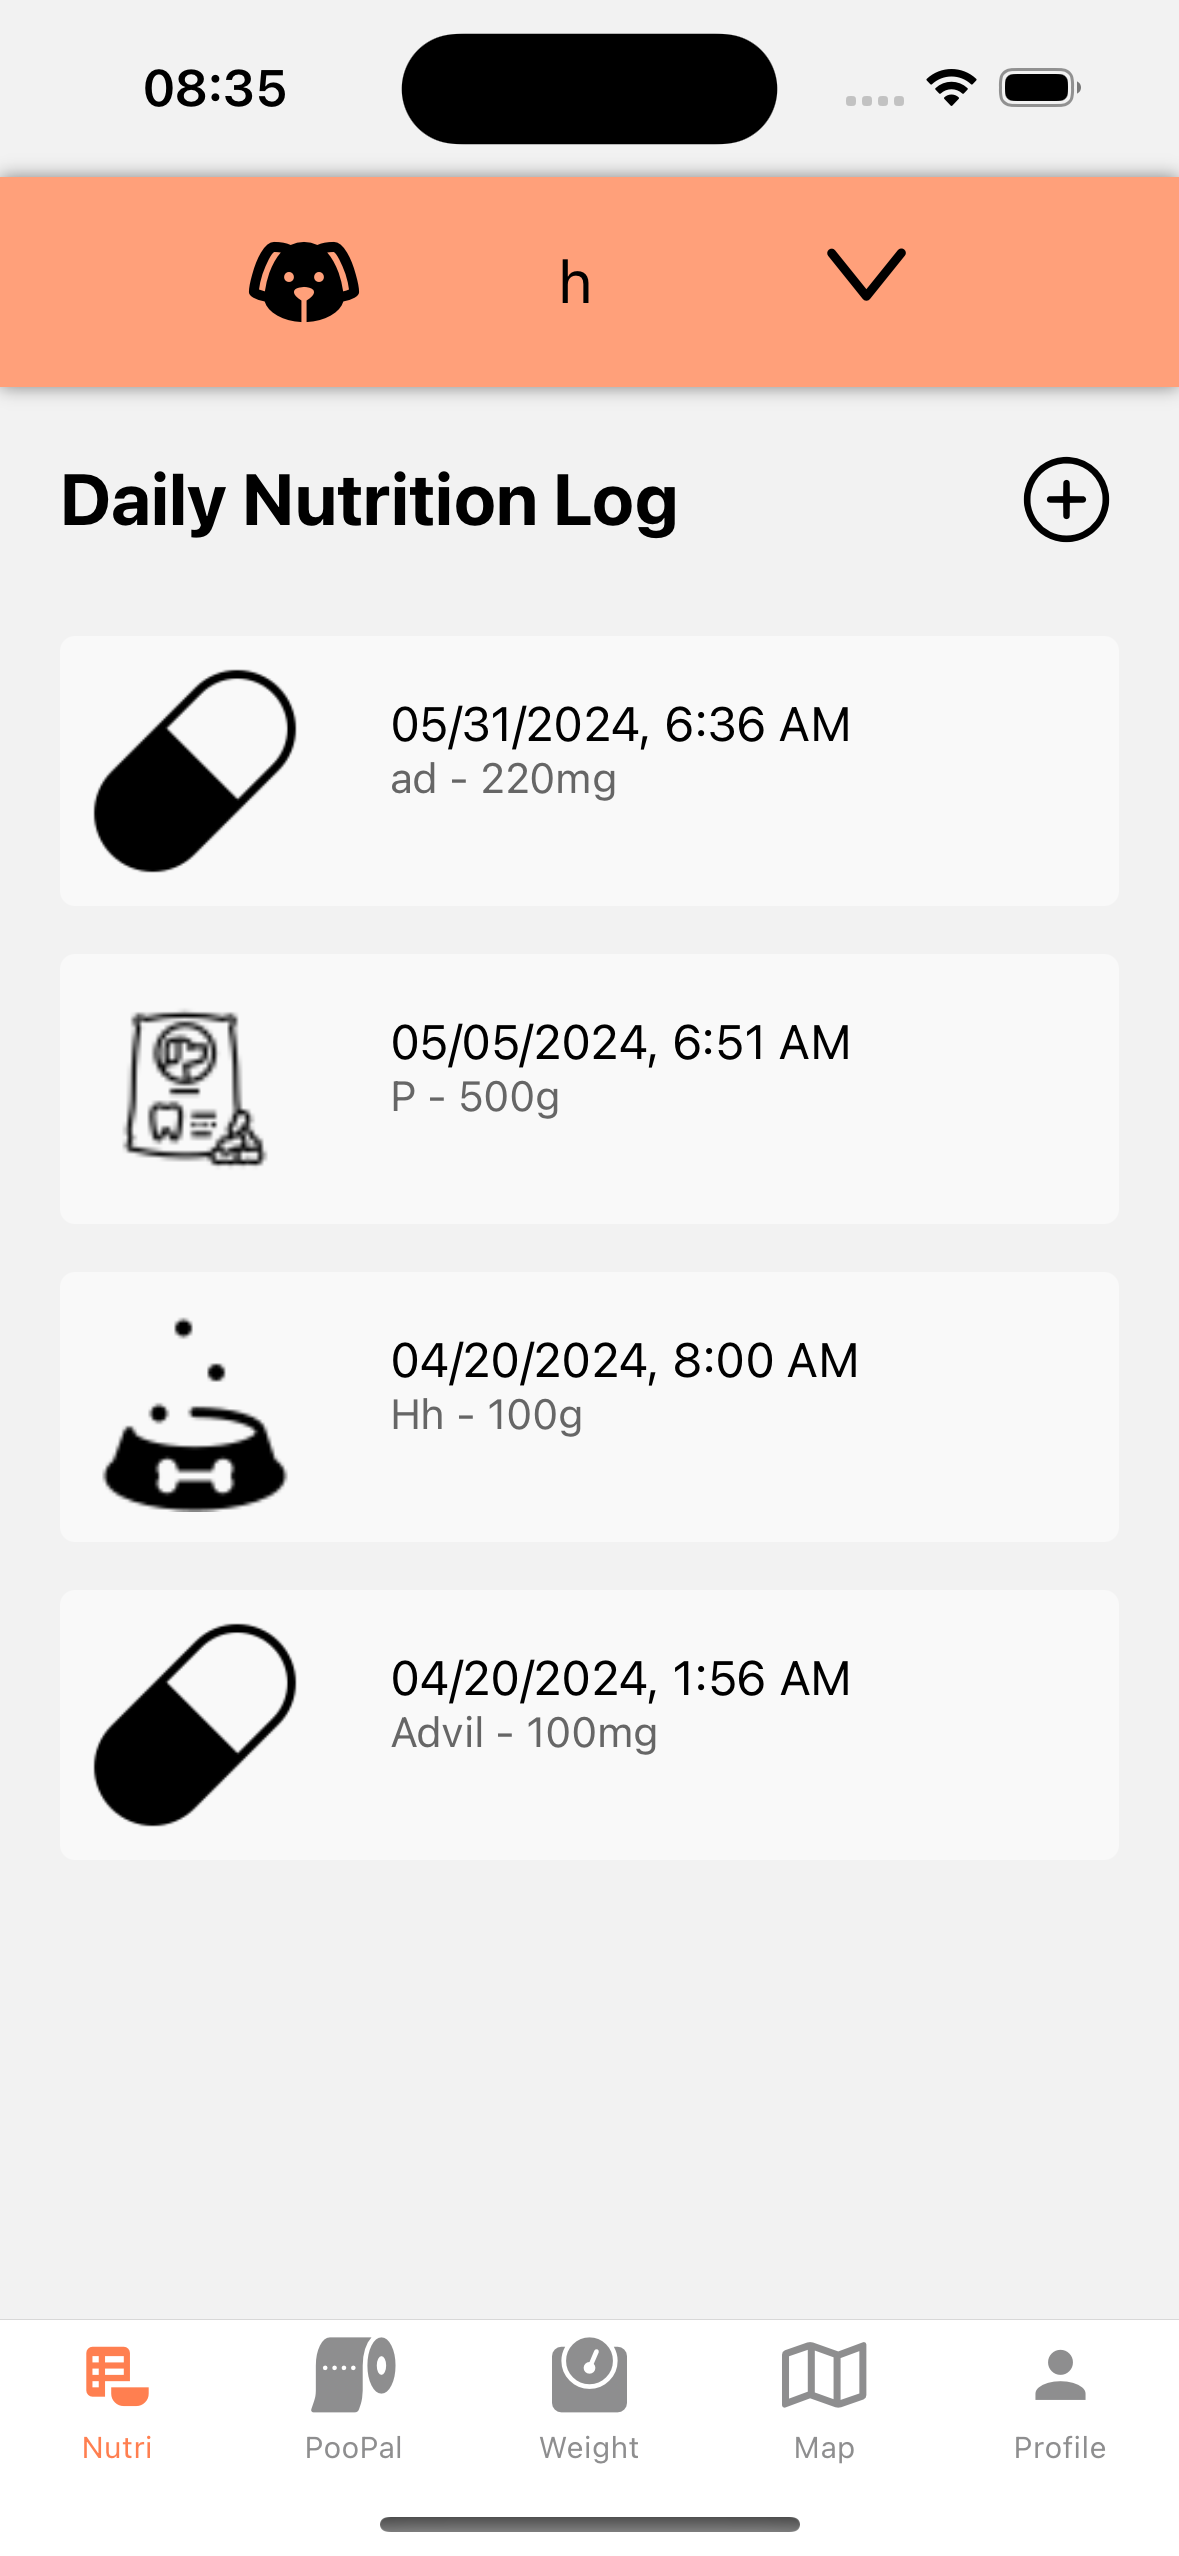 08:35
h
Daily Nutrition Log
05/31/2024, 6:36 AM
ad - 220mg
05/05/2024, 6:51 AM
P - 500g
04/20/2024, 8:00 AM
Hh - 100g
04/20/2024, 1:56 AM
Advil - 100mg
Nutri
PooPal
Weight
Map
Profile